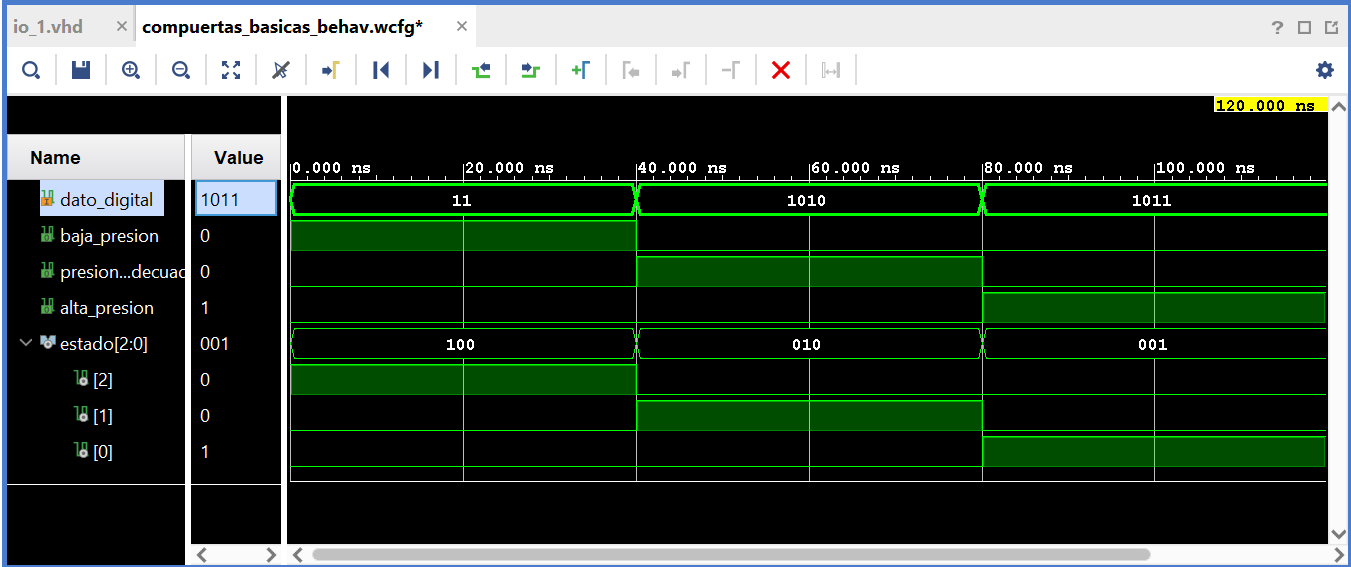 io_1.vhd compuertas_basicas_behav.wcfg*
120.000 ns
Name Value
0.000 ns 20.000 ns 40.000 ns 60.000 ns 80.000 ns 100.000 ns
dato_digital 1011 11 1010 1011
baja_presion 0
presion...decuac 0
alta_presion 1
estado[2:0] 001 100 010 001
[2] 0
[1] 0
[0] 1